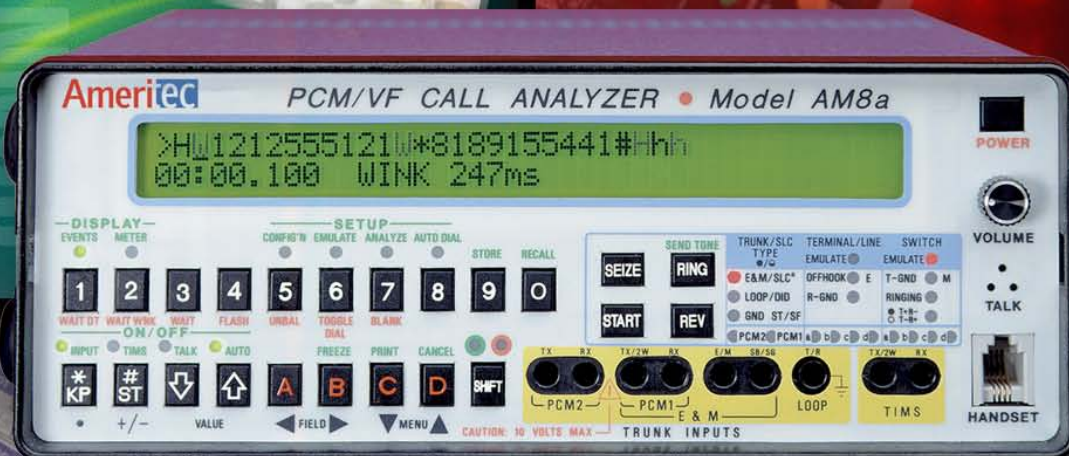 Ameritec PCM/VF CALL ANALYZER • Model AM8a
>HW1212555121W*8189155441#Hhh
00:00.100 WINK 247ms
POWER
VOLUME
TALK
HANDSET
DISPLAY
EVENTS METER
SETUP
CONFIG'N EMULATE ANALYZE AUTO DIAL
STORE RECALL
1 2 3 4 5 6 7 8 9 0
WAIT DT WAIT WNK WAIT FLASH UNBAL TOGGLE DIAL BLANK
ON/OFF
INPUT TIMS TALK AUTO
FREEZE PRINT CANCEL
* KP # ST A B C D SHIFT
• +/- VALUE FIELD MENU
SEND TONE
SEIZE RING
START REV
TRUNK/SLC TYPE
E&M/SLC*
LOOP/DID
GND ST/SF
TERMINAL/LINE
EMULATE
OFFHOOK E
R-GND
SWITCH
EMULATE
T-GND M
RINGING
T+R-
T-R+
PCM2 PCM1 a b c d a b c d
TX RX TX/2W RX E/M SB/SG T/R TX/2W RX
PCM2 PCM1 LOOP TIMS
E & M
CAUTION: 10 VOLTS MAX
TRUNK INPUTS